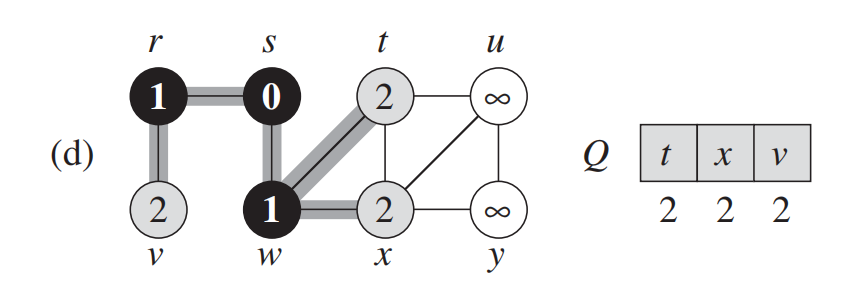 r s t u
1 0 2 ∞
(d) Q t x v
2 1 2 ∞ 2 2 2
v w x y